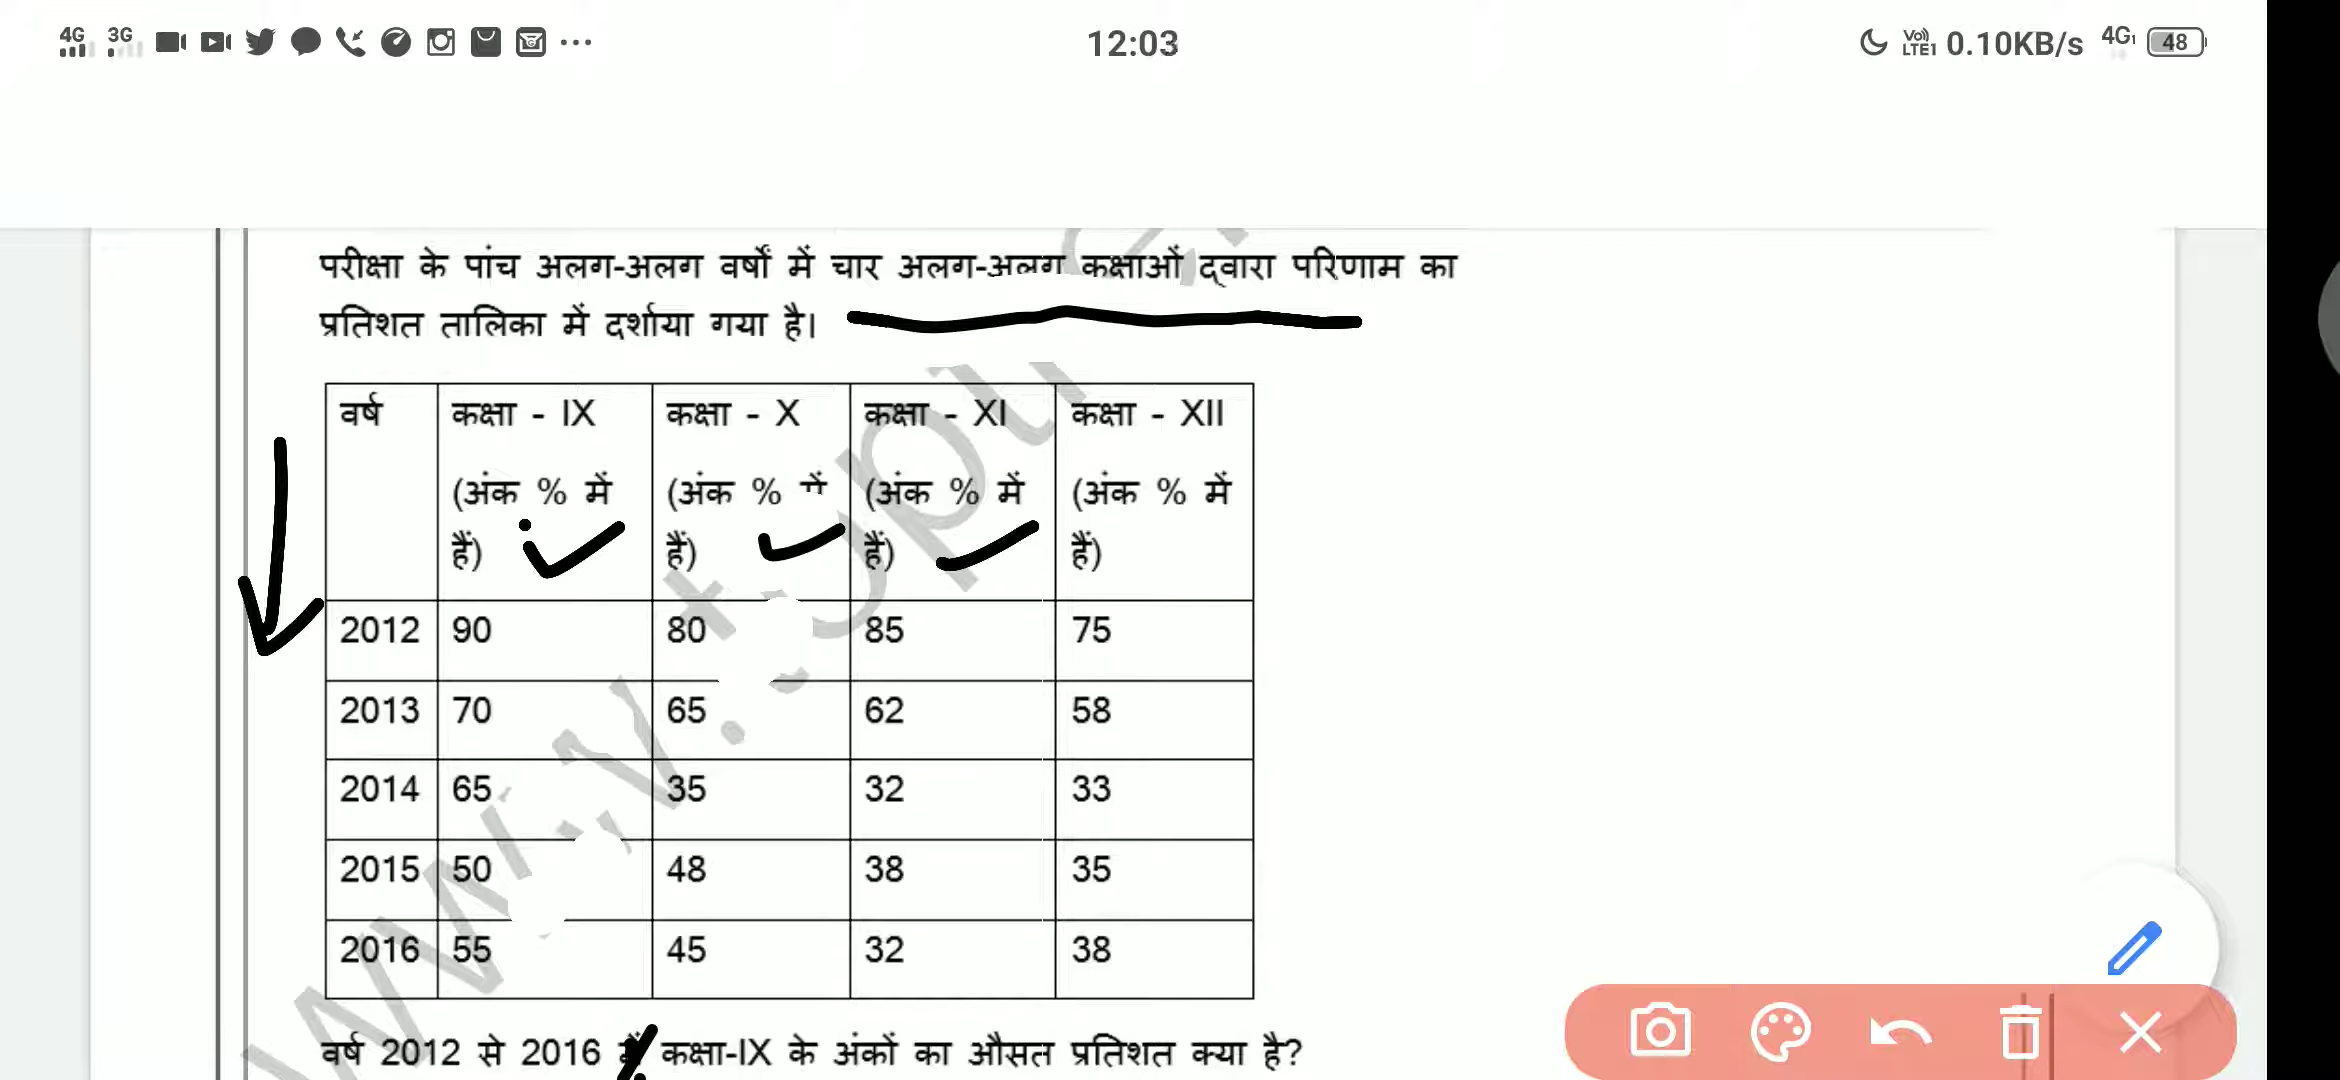 4G 3G 12:03 VoI) LTE1 0.10KB/s 4G 48
परीक्षा के पांच अलग-अलग वर्षों में चार अलग-अलग कक्षाओं द्वारा परिणाम का
प्रतिशत तालिका में दर्शाया गया है।
वर्ष कक्षा - IX कक्षा - X कक्षा - XI कक्षा - XII
(अंक % में (अंक % में (अंक % में (अंक % में
हैं) हैं) हैं) हैं)
2012 90 80 85 75
2013 70 65 62 58
2014 65 35 32 33
2015 50 48 38 35
2016 55 45 32 38
वर्ष 2012 से 2016 में कक्षा-IX के अंकों का औसत प्रतिशत क्या है?